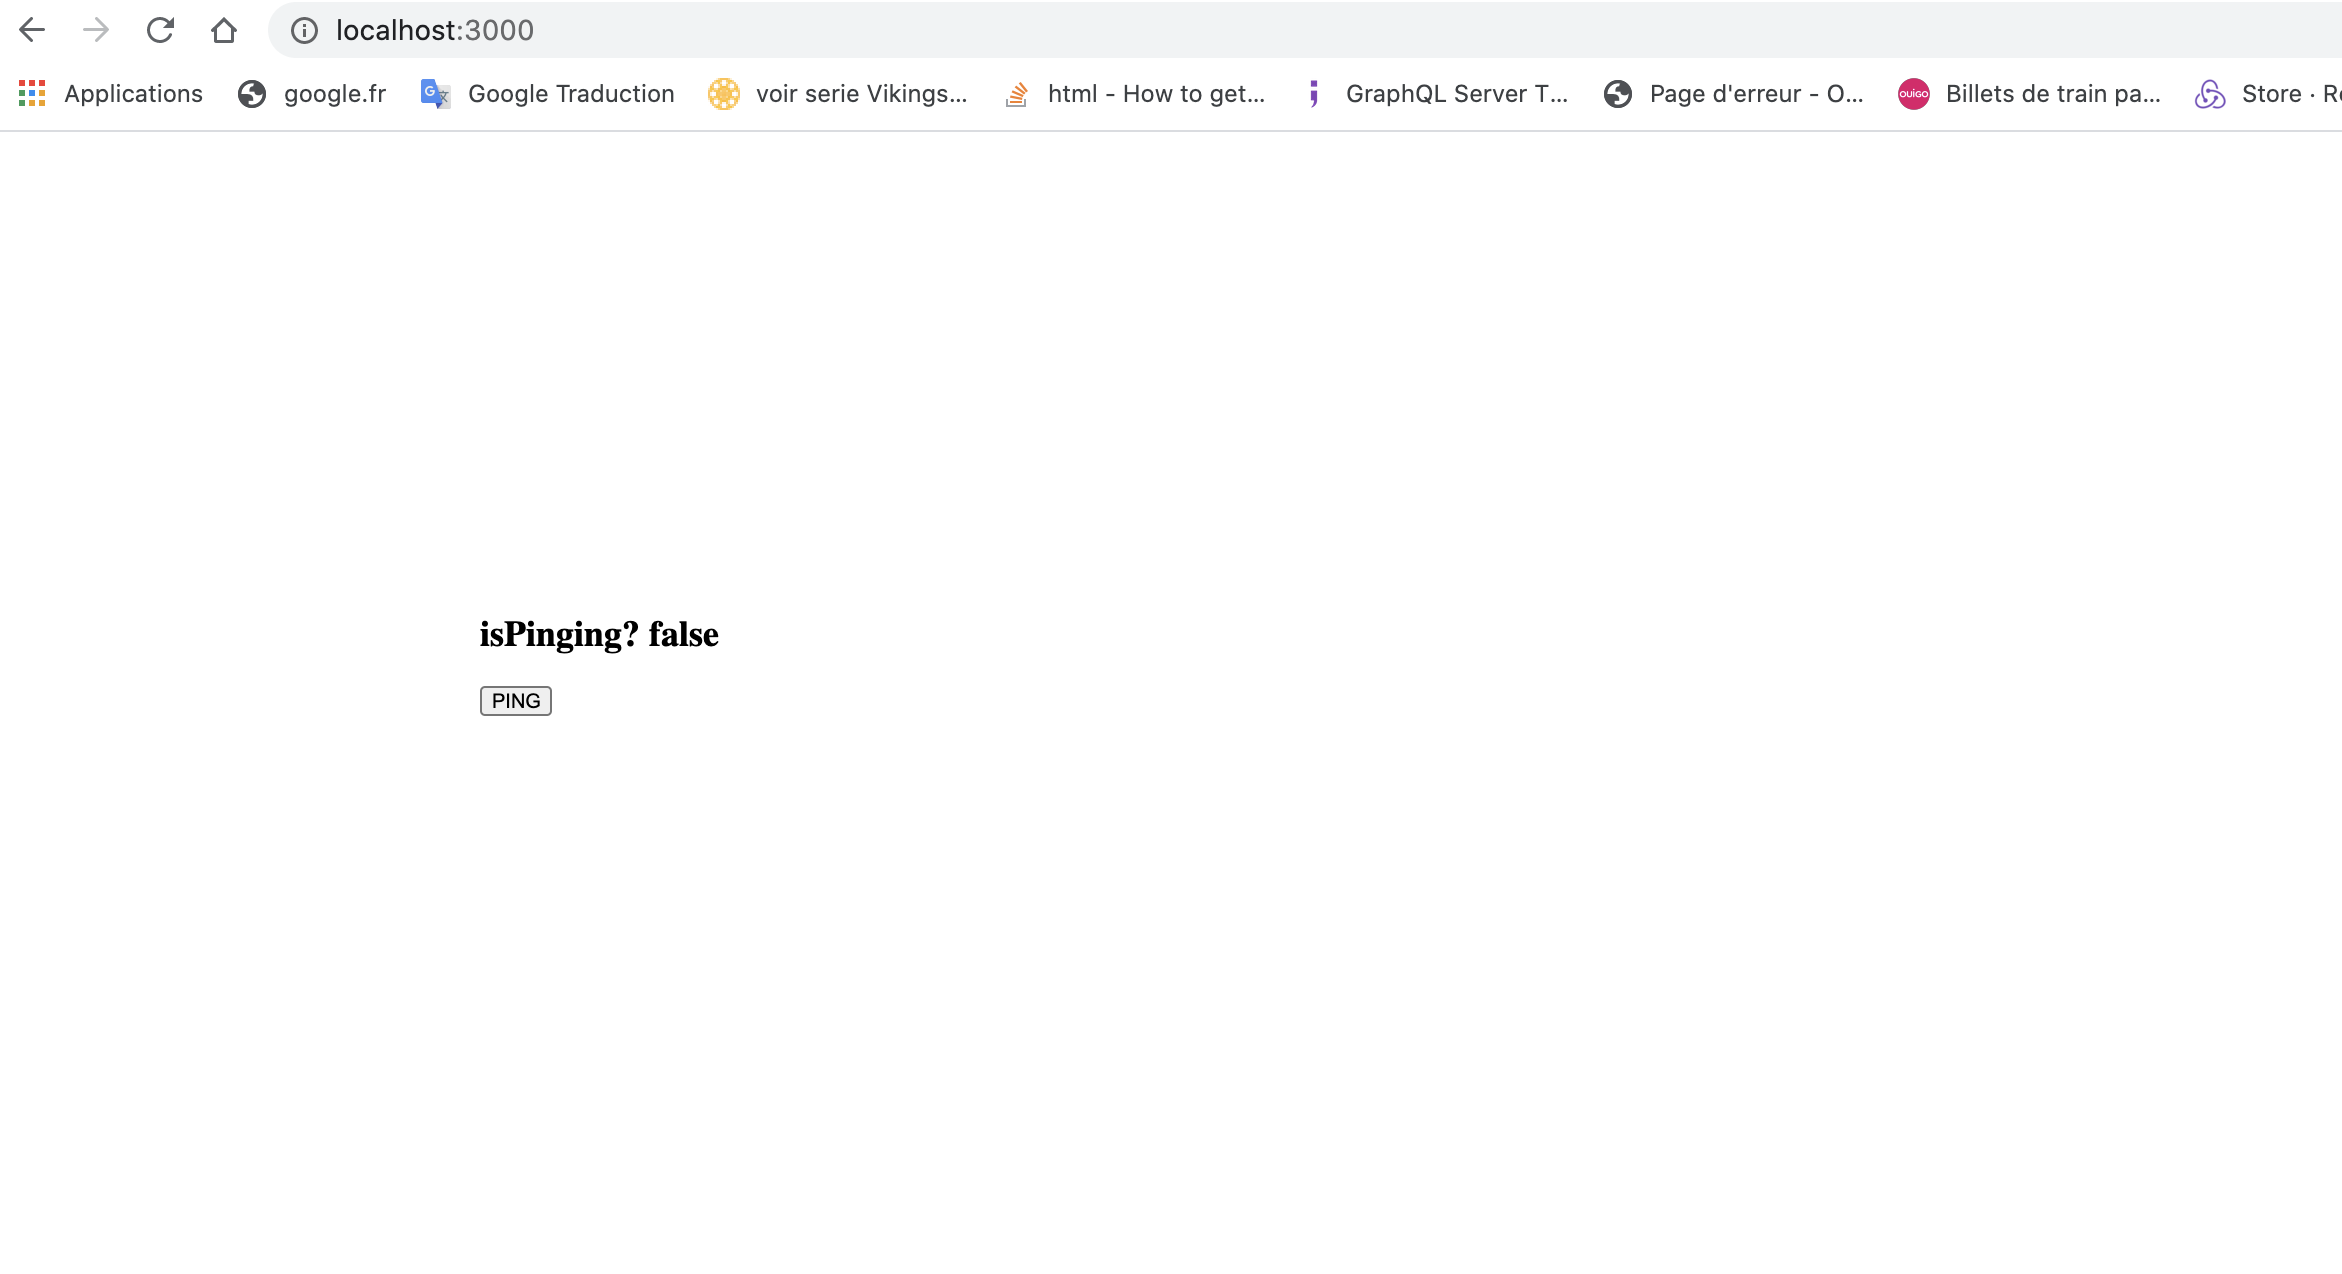 localhost:3000
Applications google.fr Google Traduction voir serie Vikings... html - How to get... GraphQL Server T... Page d'erreur - O... OUIGO Billets de train pa... Store ·
isPinging? false
PING